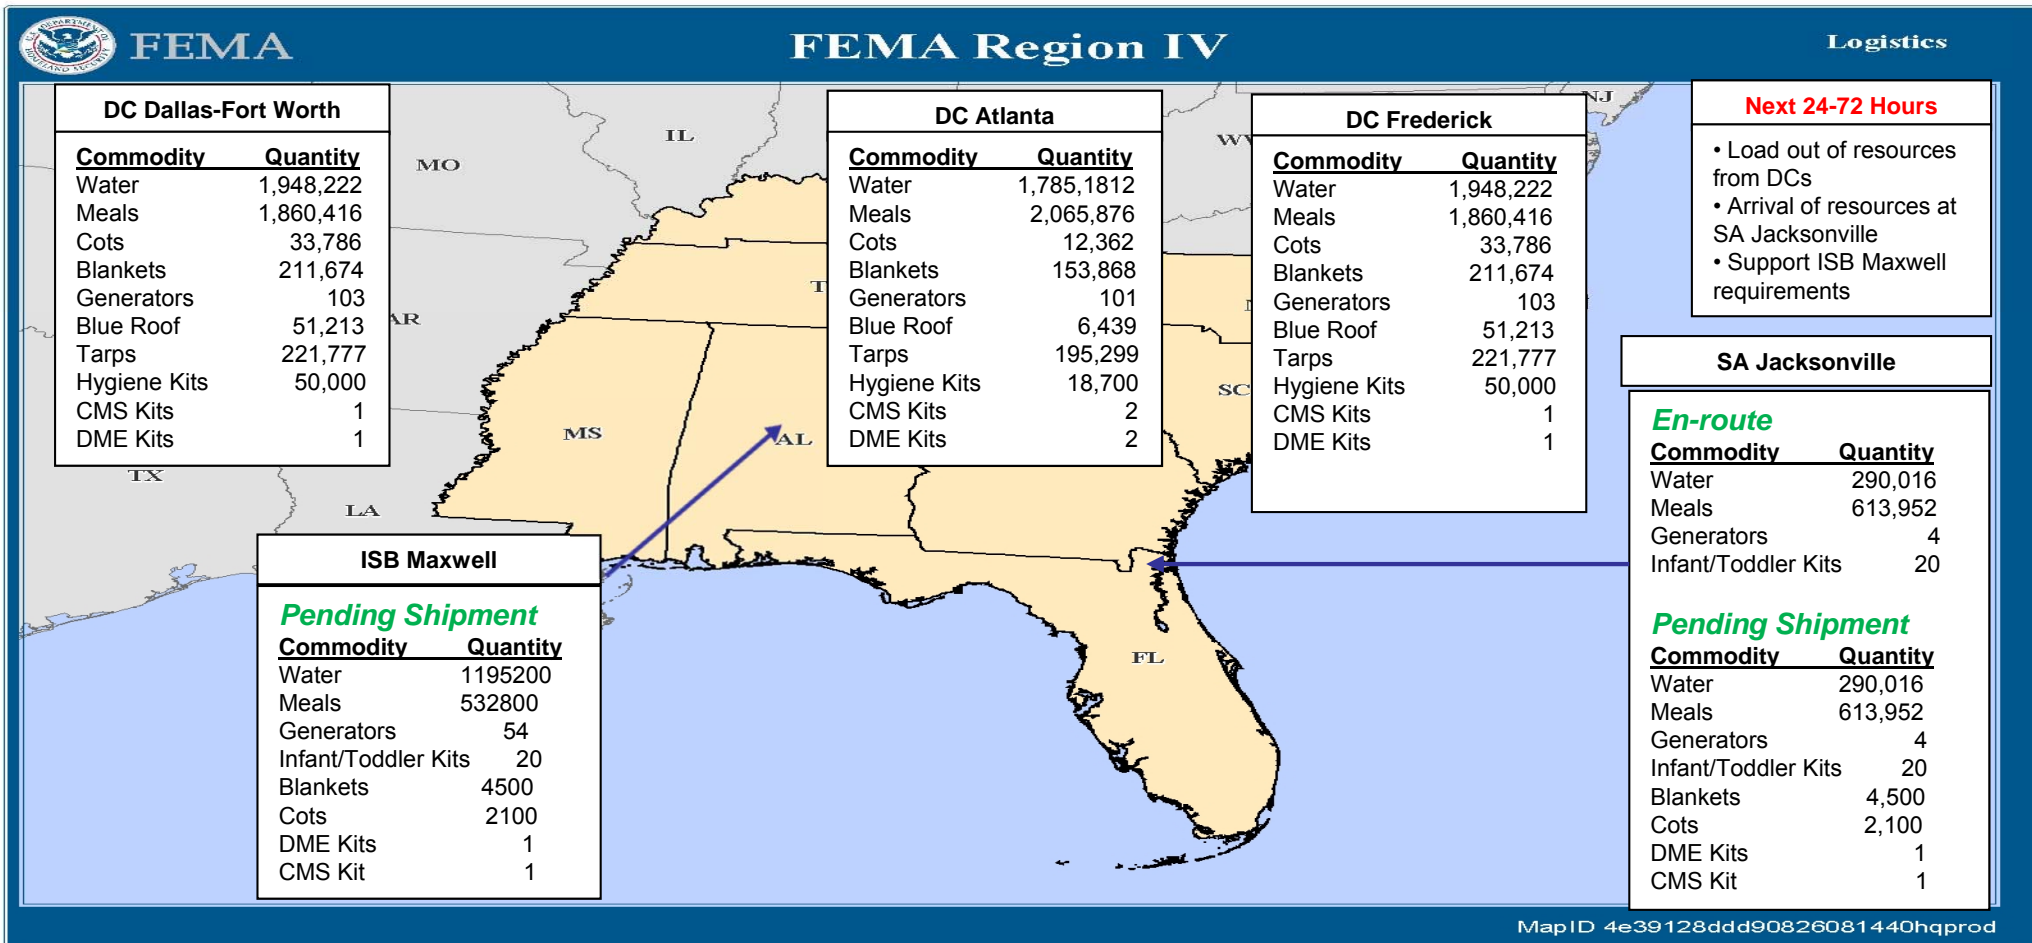 FEMA
FEMA Region IV
Logistics
DC Dallas-Fort Worth
Commodity Quantity
Water 1,948,222
Meals 1,860,416
Cots 33,786
Blankets 211,674
Generators 103
Blue Roof 51,213
Tarps 221,777
Hygiene Kits 50,000
CMS Kits 1
DME Kits 1
DC Atlanta
Commodity Quantity
Water 1,785,1812
Meals 2,065,876
Cots 12,362
Blankets 153,868
Generators 101
Blue Roof 6,439
Tarps 195,299
Hygiene Kits 18,700
CMS Kits 2
DME Kits 2
DC Frederick
Commodity Quantity
Water 1,948,222
Meals 1,860,416
Cots 33,786
Blankets 211,674
Generators 103
Blue Roof 51,213
Tarps 221,777
Hygiene Kits 50,000
CMS Kits 1
DME Kits 1
Next 24-72 Hours
• Load out of resources
from DCs
• Arrival of resources at
SA Jacksonville
• Support ISB Maxwell
requirements
SA Jacksonville
En-route
Commodity Quantity
Water 290,016
Meals 613,952
Generators 4
Infant/Toddler Kits 20
Pending Shipment
Commodity Quantity
Water 290,016
Meals 613,952
Generators 4
Infant/Toddler Kits 20
Blankets 4,500
Cots 2,100
DME Kits 1
CMS Kit 1
ISB Maxwell
Pending Shipment
Commodity Quantity
Water 1195200
Meals 532800
Generators 54
Infant/Toddler Kits 20
Blankets 4500
Cots 2100
DME Kits 1
CMS Kit 1
MO
IL
NJ
AR
MS
AL
SC
TX
LA
FL
MapID 4e39128ddd90826081440hqprod